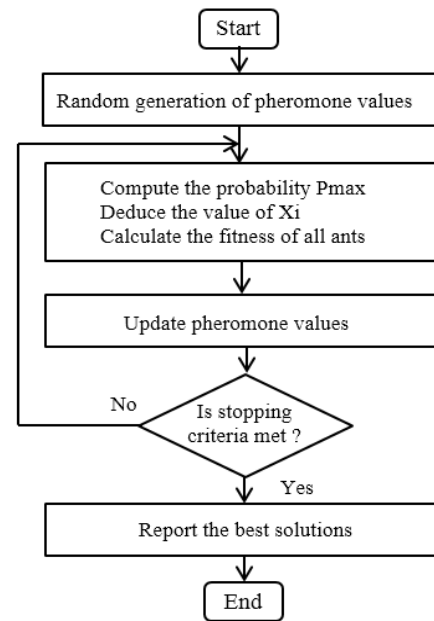 Start
Random generation of pheromone values
Compute the probability Pmax
Deduce the value of Xi
Calculate the fitness of all ants
Update pheromone values
No
Is stopping
criteria met ?
Yes
Report the best solutions
End